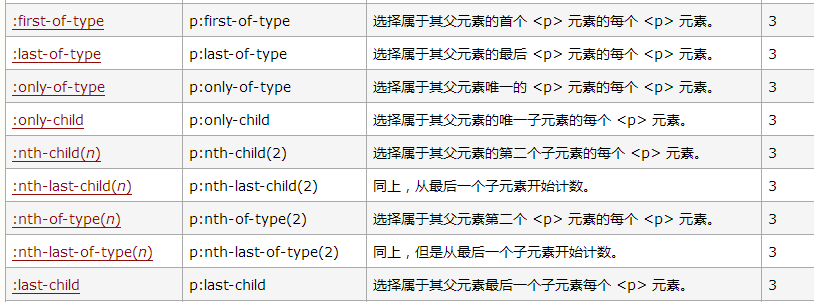 :first-of-type p:first-of-type 选择属于其父元素的首个 <p> 元素的每个 <p> 元素。 3
:last-of-type p:last-of-type 选择属于其父元素的最后 <p> 元素的每个 <p> 元素。 3
:only-of-type p:only-of-type 选择属于其父元素唯一的 <p> 元素的每个 <p> 元素。 3
:only-child p:only-child 选择属于其父元素的唯一子元素的每个 <p> 元素。 3
:nth-child(n) p:nth-child(2) 选择属于其父元素的第二个子元素的每个 <p> 元素。 3
:nth-last-child(n) p:nth-last-child(2) 同上，从最后一个子元素开始计数。 3
:nth-of-type(n) p:nth-of-type(2) 选择属于其父元素第二个 <p> 元素的每个 <p> 元素。 3
:nth-last-of-type(n) p:nth-last-of-type(2) 同上，但是从最后一个子元素开始计数。 3
:last-child p:last-child 选择属于其父元素最后一个子元素每个 <p> 元素。 3